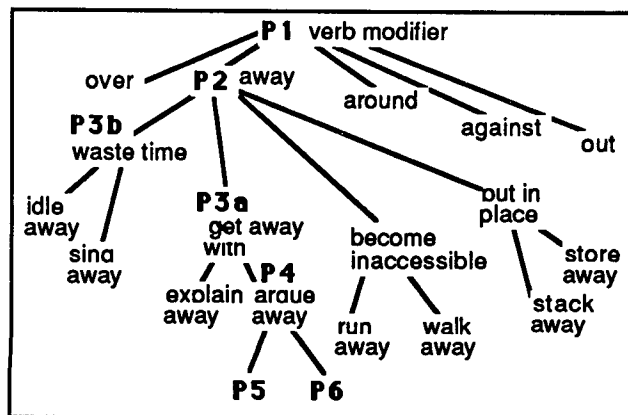 P1 verb modifier
over
P2 away
around
against
out
P3b
waste time
idle
away
sing
away
P3a
get away
with
P4
explain
away
argue
away
P5
P6
become
inaccessible
run
away
walk
away
put in
place
store
away
stack
away